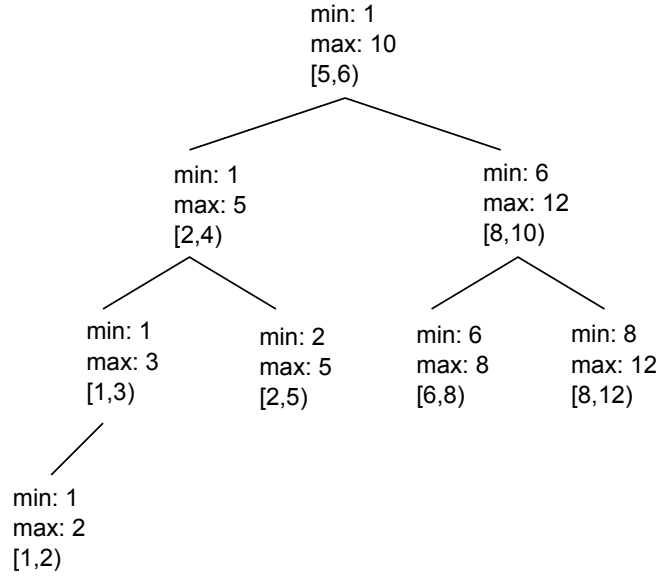 min: 1
max: 10
[5,6)
min: 1
max: 5
[2,4)
min: 6
max: 12
[8,10)
min: 1
max: 3
[1,3)
min: 2
max: 5
[2,5)
min: 6
max: 8
[6,8)
min: 8
max: 12
[8,12)
min: 1
max: 2
[1,2)